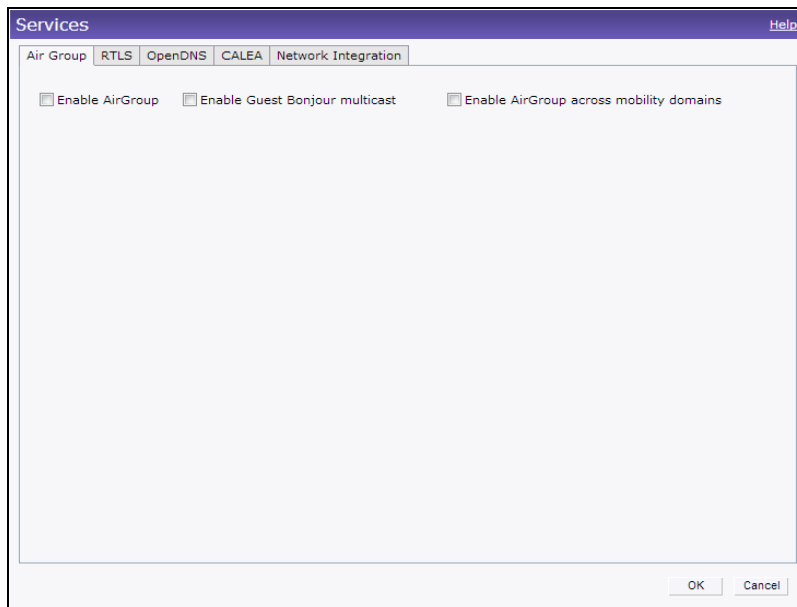 Services Help
Air Group RTLS OpenDNS CALEA Network Integration
Enable AirGroup Enable Guest Bonjour multicast Enable AirGroup across mobility domains
OK Cancel